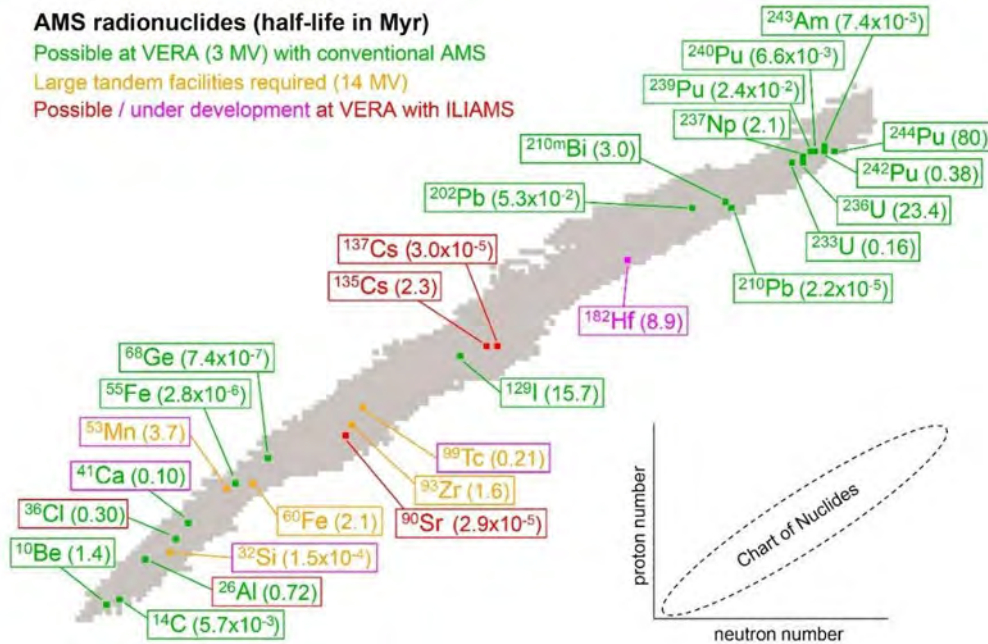 AMS radionuclides (half-life in Myr)
Possible at VERA (3 MV) with conventional AMS
Large tandem facilities required (14 MV)
Possible / under development at VERA with ILIAMS
²⁴³Am (7.4x10⁻³)
²⁴⁰Pu (6.6x10⁻³)
²³⁹Pu (2.4x10⁻²)
²³⁷Np (2.1)
²⁴⁴Pu (80)
²¹⁰ᵐBi (3.0)
²⁴²Pu (0.38)
²⁰²Pb (5.3x10⁻²)
²³⁶U (23.4)
²³³U (0.16)
¹³⁷Cs (3.0x10⁻⁵)
¹³⁵Cs (2.3)
²¹⁰Pb (2.2x10⁻⁵)
¹⁸²Hf (8.9)
⁶⁸Ge (7.4x10⁻⁷)
⁵⁵Fe (2.8x10⁻⁶)
¹²⁹I (15.7)
⁵³Mn (3.7)
⁹⁹Tc (0.21)
⁴¹Ca (0.10)
⁹³Zr (1.6)
³⁶Cl (0.30)
⁶⁰Fe (2.1)
⁹⁰Sr (2.9x10⁻⁵)
¹⁰Be (1.4)
³²Si (1.5x10⁻⁴)
²⁶Al (0.72)
¹⁴C (5.7x10⁻³)
proton number
Chart of Nuclides
neutron number